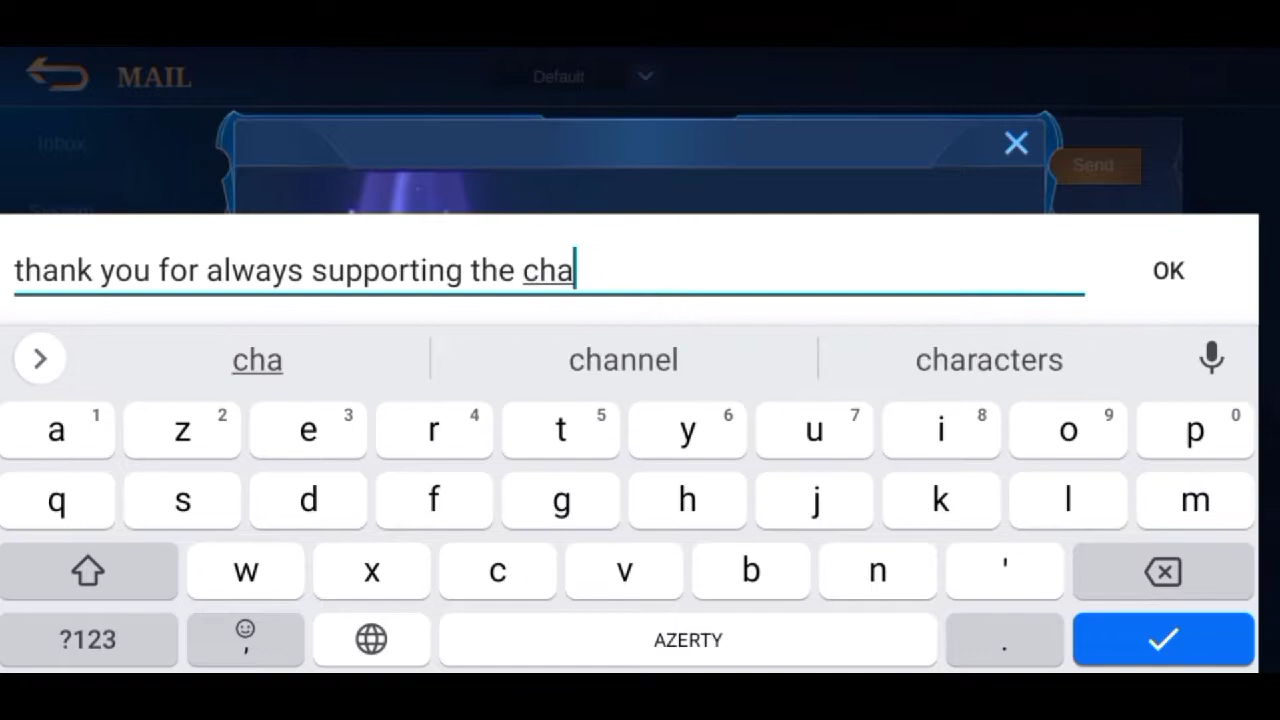 MAIL
Default
Inbox
System
Send
thank you for always supporting the cha
OK
cha channel characters
a 1 z 2 e 3 r 4 t 5 y 6 u 7 i 8 o 9 p 0
q s d f g h j k l m
w x c v b n '
?123 , AZERTY .